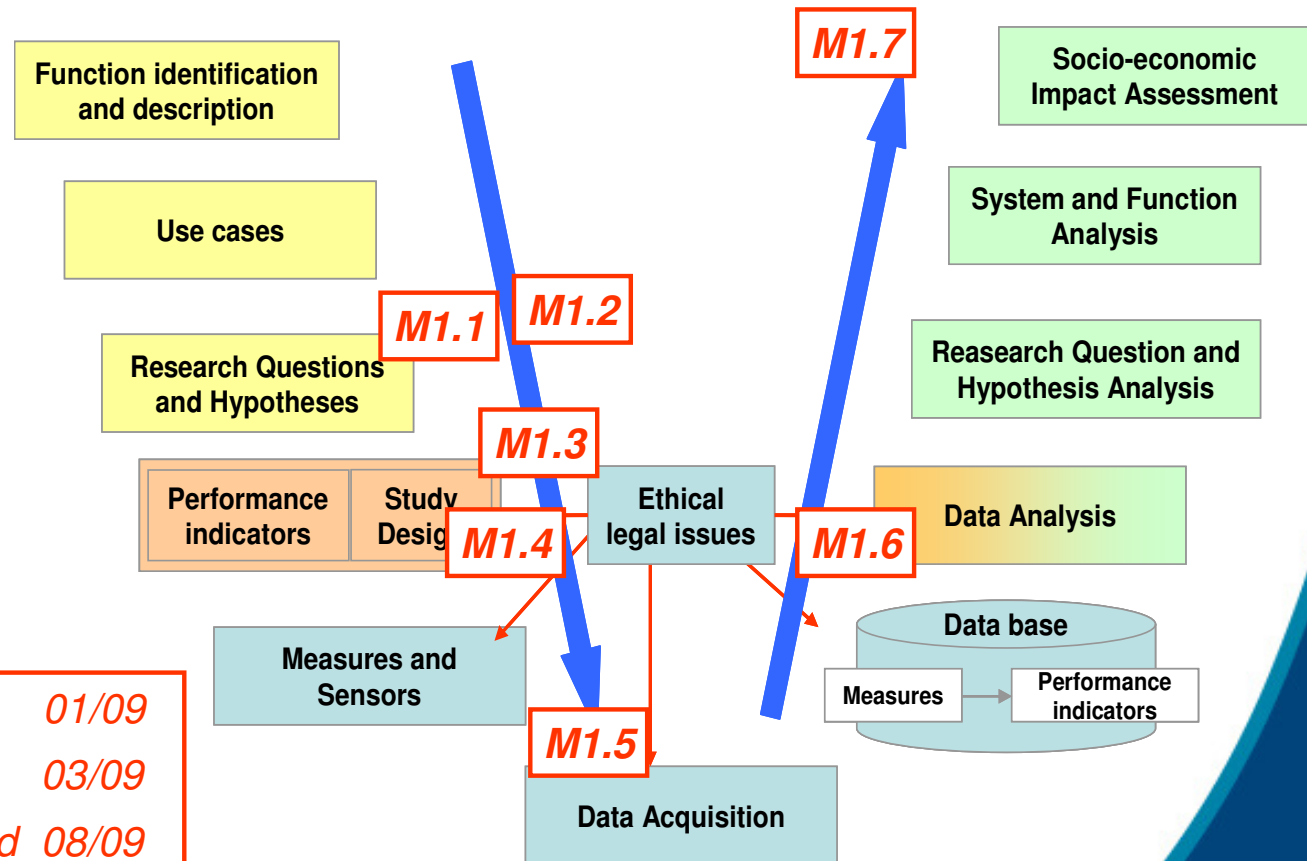 Function identification
and description
Use cases
M1.1
M1.2
Research Questions
and Hypotheses
M1.3
Performance
indicators
Study
Desig
M1.4
Ethical
legal issues
Measures and
Sensors
M1.5
Data Acquisition
M1.7
Socio-economic
Impact Assessment
System and Function
Analysis
Reasearch Question and
Hypothesis Analysis
M1.6
Data Analysis
Data base
Measures
Performance
indicators
01/09
03/09
d 08/09